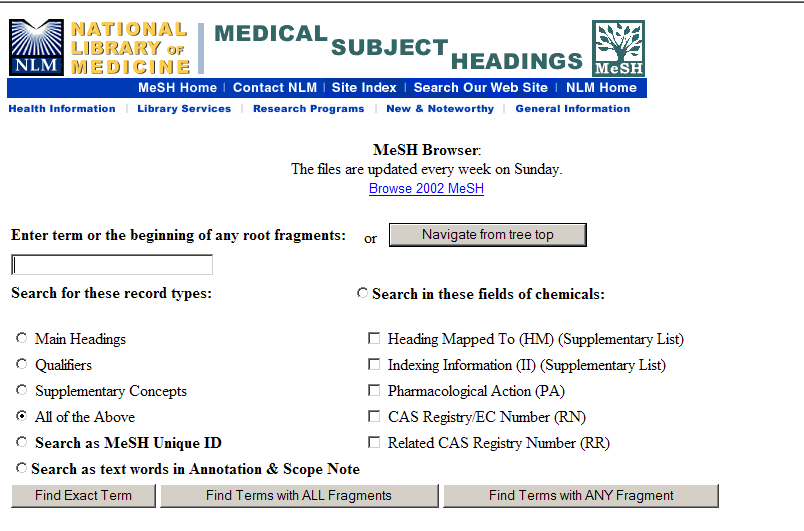 NATIONAL
LIBRARY OF
MEDICINE
NLM
MEDICAL
SUBJECT
HEADINGS
MeSH
MeSH Home | Contact NLM | Site Index | Search Our Web Site | NLM Home
Health Information | Library Services | Research Programs | New & Noteworthy | General Information
MeSH Browser:
The files are updated every week on Sunday.
Browse 2002 MeSH
Enter term or the beginning of any root fragments: or Navigate from tree top
Search for these record types: Search in these fields of chemicals:
Main Headings Heading Mapped To (HM) (Supplementary List)
Qualifiers Indexing Information (II) (Supplementary List)
Supplementary Concepts Pharmacological Action (PA)
All of the Above CAS Registry/EC Number (RN)
Search as MeSH Unique ID Related CAS Registry Number (RR)
Search as text words in Annotation & Scope Note
Find Exact Term Find Terms with ALL Fragments Find Terms with ANY Fragment